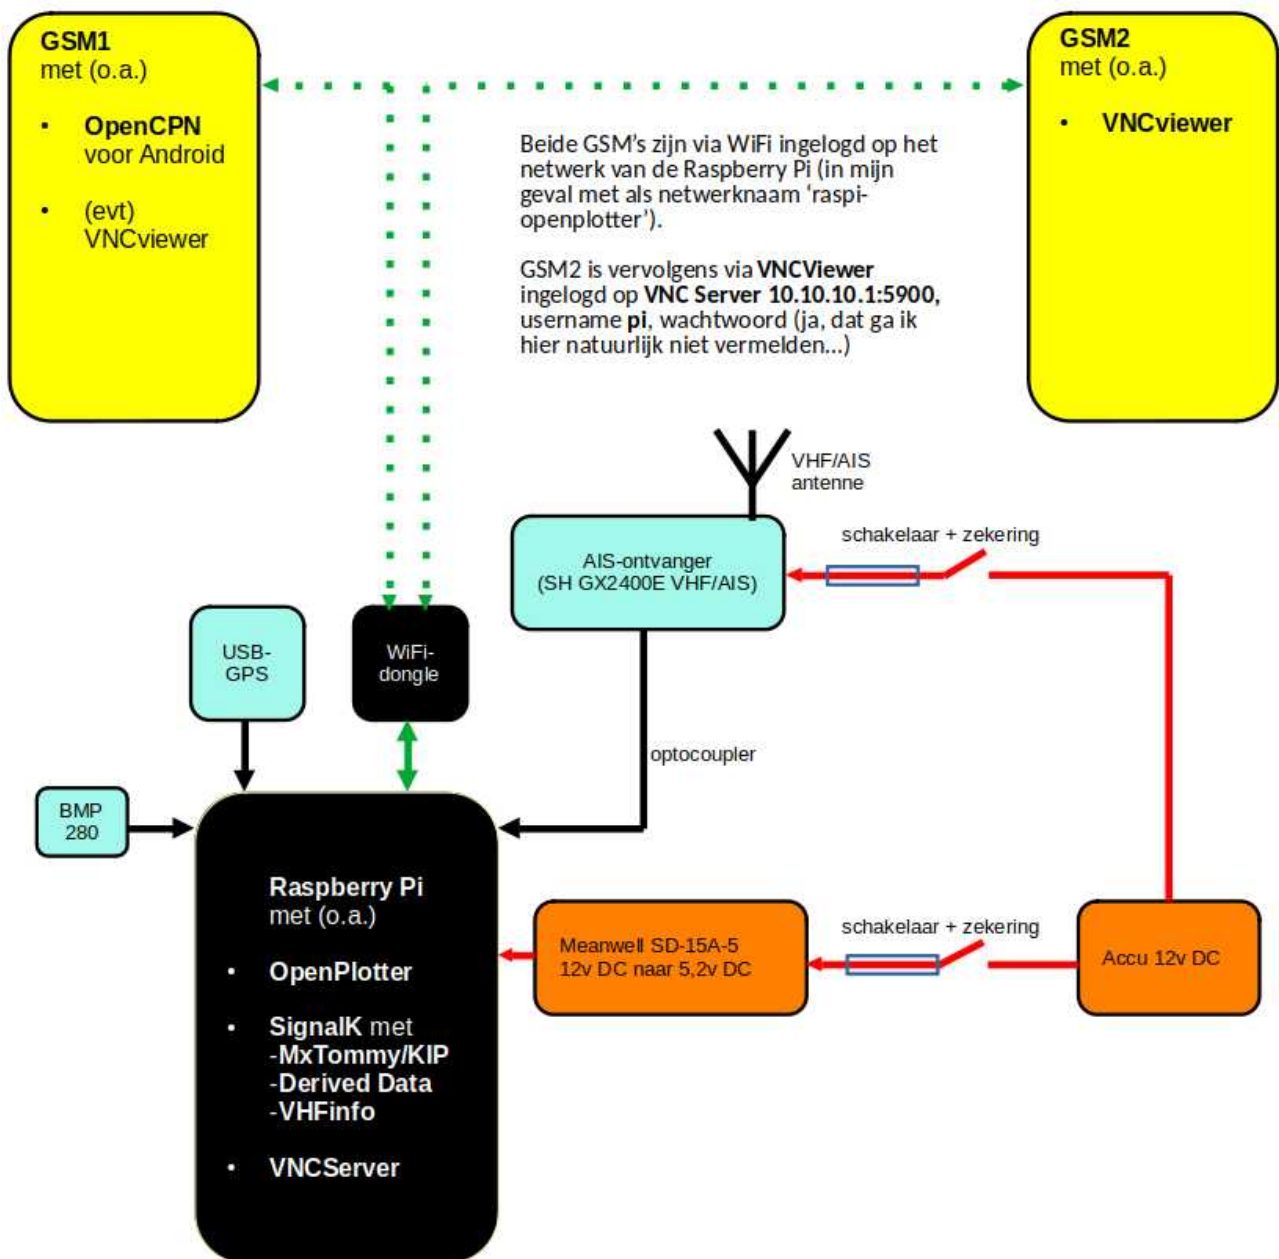 GSM1
met (o.a.)
• OpenCPN
voor Android
• (evt)
VNCviewer
GSM2
met (o.a.)
• VNCviewer
Beide GSM's zijn via WiFi ingelogd op het
netwerk van de Raspberry Pi (in mijn
geval met als netwerknaam 'raspi-
openplotter').
GSM2 is vervolgens via VNCViewer
ingelogd op VNC Server 10.10.10.1:5900,
username pi, wachtwoord (ja, dat ga ik
hier natuurlijk niet vermelden...)
VHF/AIS
antenne
AIS-ontvanger
(SH GX2400E VHF/AIS)
schakelaar + zekering
USB-
GPS
WiFi-
dongle
optocoupler
BMP
280
Raspberry Pi
met (o.a.)
• OpenPlotter
• SignalK met
-MxTommy/KIP
-Derived Data
-VHFinfo
• VNCServer
Meanwell SD-15A-5
12v DC naar 5,2v DC
schakelaar + zekering
Accu 12v DC